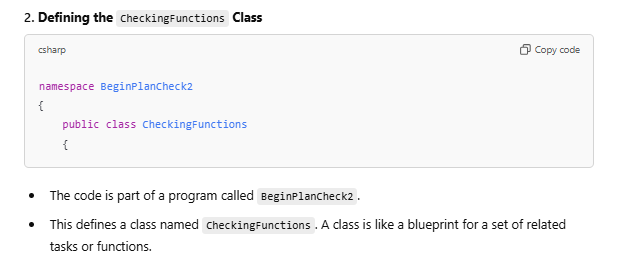 2. Defining the CheckingFunctions Class
csharp
Copy code
namespace BeginPlanCheck2
{
public class CheckingFunctions
{
• The code is part of a program called BeginPlanCheck2.
• This defines a class named CheckingFunctions. A class is like a blueprint for a set of related
tasks or functions.